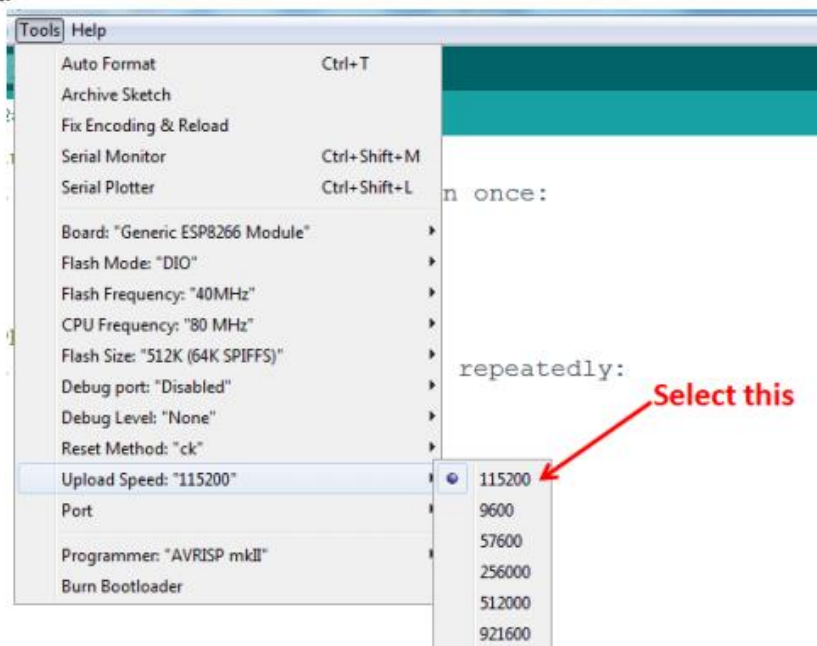 Tools Help
Auto Format Ctrl+T
Archive Sketch
Fix Encoding & Reload
Serial Monitor Ctrl+Shift+M
Serial Plotter Ctrl+Shift+L
n once:
Board: "Generic ESP8266 Module"
Flash Mode: "DIO"
Flash Frequency: "40MHz"
CPU Frequency: "80 MHz"
Flash Size: "512K (64K SPIFFS)"
repeatedly:
Debug port: "Disabled"
Select this
Debug Level: "None"
Reset Method: "ck"
Upload Speed: "115200"
115200
Port
9600
57600
Programmer: "AVRISP mkII"
256000
Burn Bootloader
512000
921600